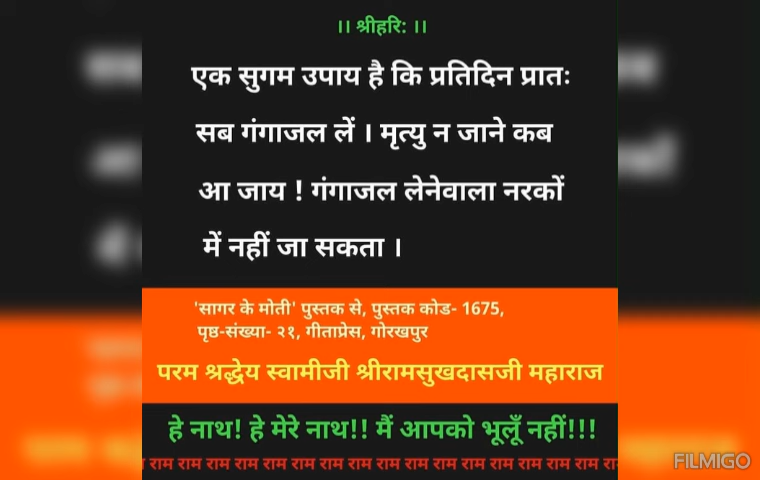 ।। श्रीहरि: ।।
एक सुगम उपाय है कि प्रतिदिन प्रातः
सब गंगाजल लें । मृत्यु न जाने कब
आ जाय ! गंगाजल लेनेवाला नरकों
में नहीं जा सकता ।
'सागर के मोती' पुस्तक से, पुस्तक कोड- 1675,
पृष्ठ-संख्या- २१, गीताप्रेस, गोरखपुर
परम श्रद्धेय स्वामीजी श्रीरामसुखदासजी महाराज
हे नाथ! हे मेरे नाथ!! मैं आपको भूलूँ नहीं!!!
राम राम राम राम राम राम राम राम राम राम राम राम राम राम राम राम रा
FILMIGO